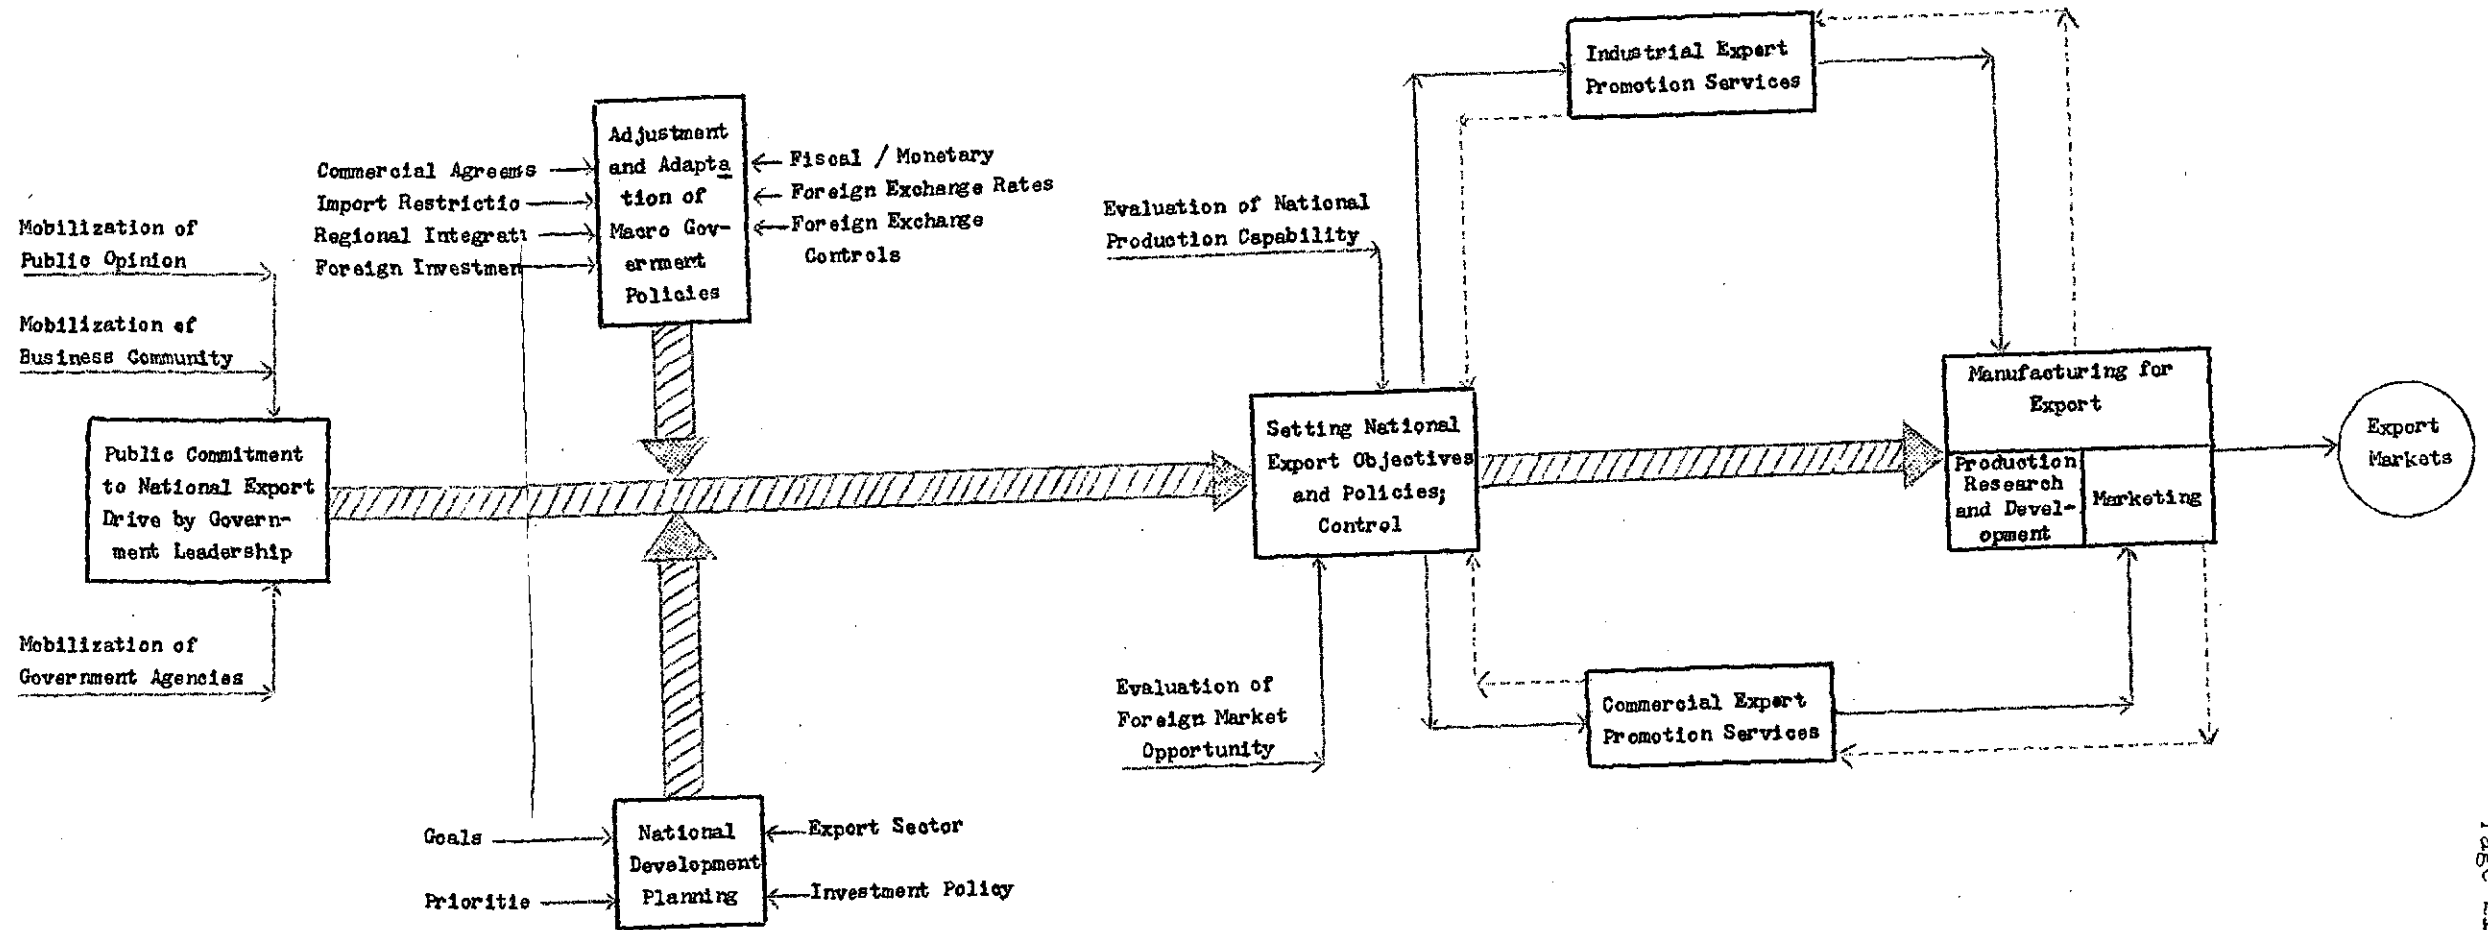 Mobilization of
Public Opinion
Mobilization of
Business Community
Public Commitment
to National Export
Drive by Govern-
ment Leadership
Mobilization of
Government Agencies
Commercial Agreems
Import Restrictio
Regional Integrati
Foreign Investmen
Adjustment
and Adapta
tion of
Macro Gov-
ernment
Policies
Fiscal / Monetary
Foreign Exchange Rates
Foreign Exchange
Controls
Goals
Prioritie
National
Development
Planning
Export Sector
Investment Policy
Evaluation of National
Production Capability
Setting National
Export Objectives
and Policies;
Control
Evaluation of
Foreign Market
Opportunity
Industrial Export
Promotion Services
Commercial Export
Promotion Services
Manufacturing for
Export
Production
Research
and Devel-
opment
Marketing
Export
Markets